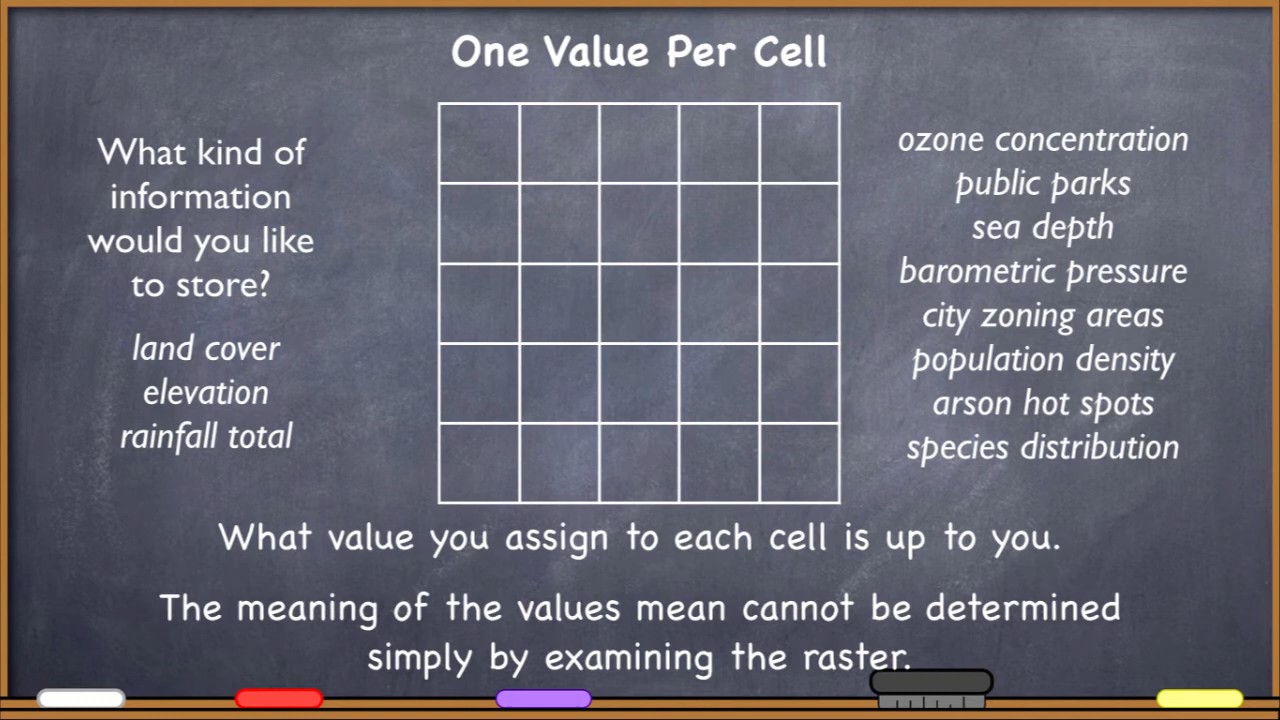 One Value Per Cell
What kind of
information
would you like
to store?
land cover
elevation
rainfall total
ozone concentration
public parks
sea depth
barometric pressure
city zoning areas
population density
arson hot spots
species distribution
What value you assign to each cell is up to you.
The meaning of the values mean cannot be determined
simply by examining the raster.